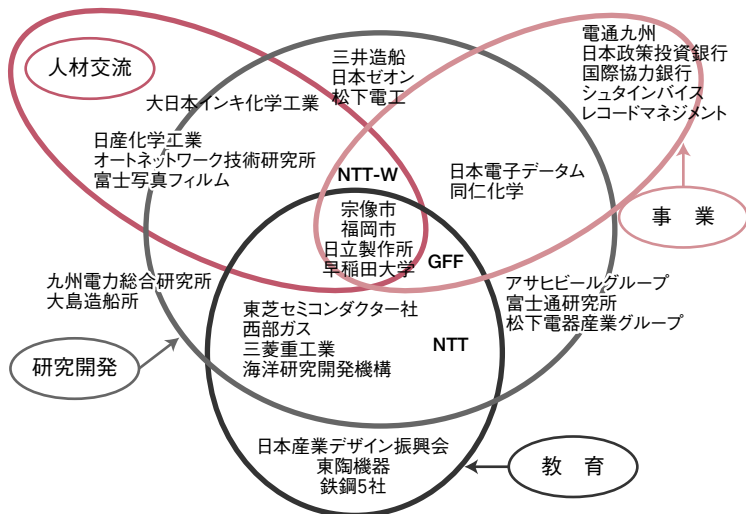 人材交流
三井造船
日本ゼオン
松下電工
電通九州
日本政策投資銀行
国際協力銀行
シュタインバイス
レコードマネジメント
大日本インキ化学工業
日産化学工業
オートネットワーク技術研究所
富士写真フィルム
NTT-W
日本電子データム
同仁化学
事　業
宗像市
福岡市
日立製作所
早稲田大学
GFF
九州電力総合研究所
大島造船所
アサヒビールグループ
富士通研究所
松下電器産業グループ
東芝セミコンダクター社
西部ガス
三菱重工業
海洋研究開発機構
NTT
研究開発
日本産業デザイン振興会
東陶機器
鉄鋼5社
教　育